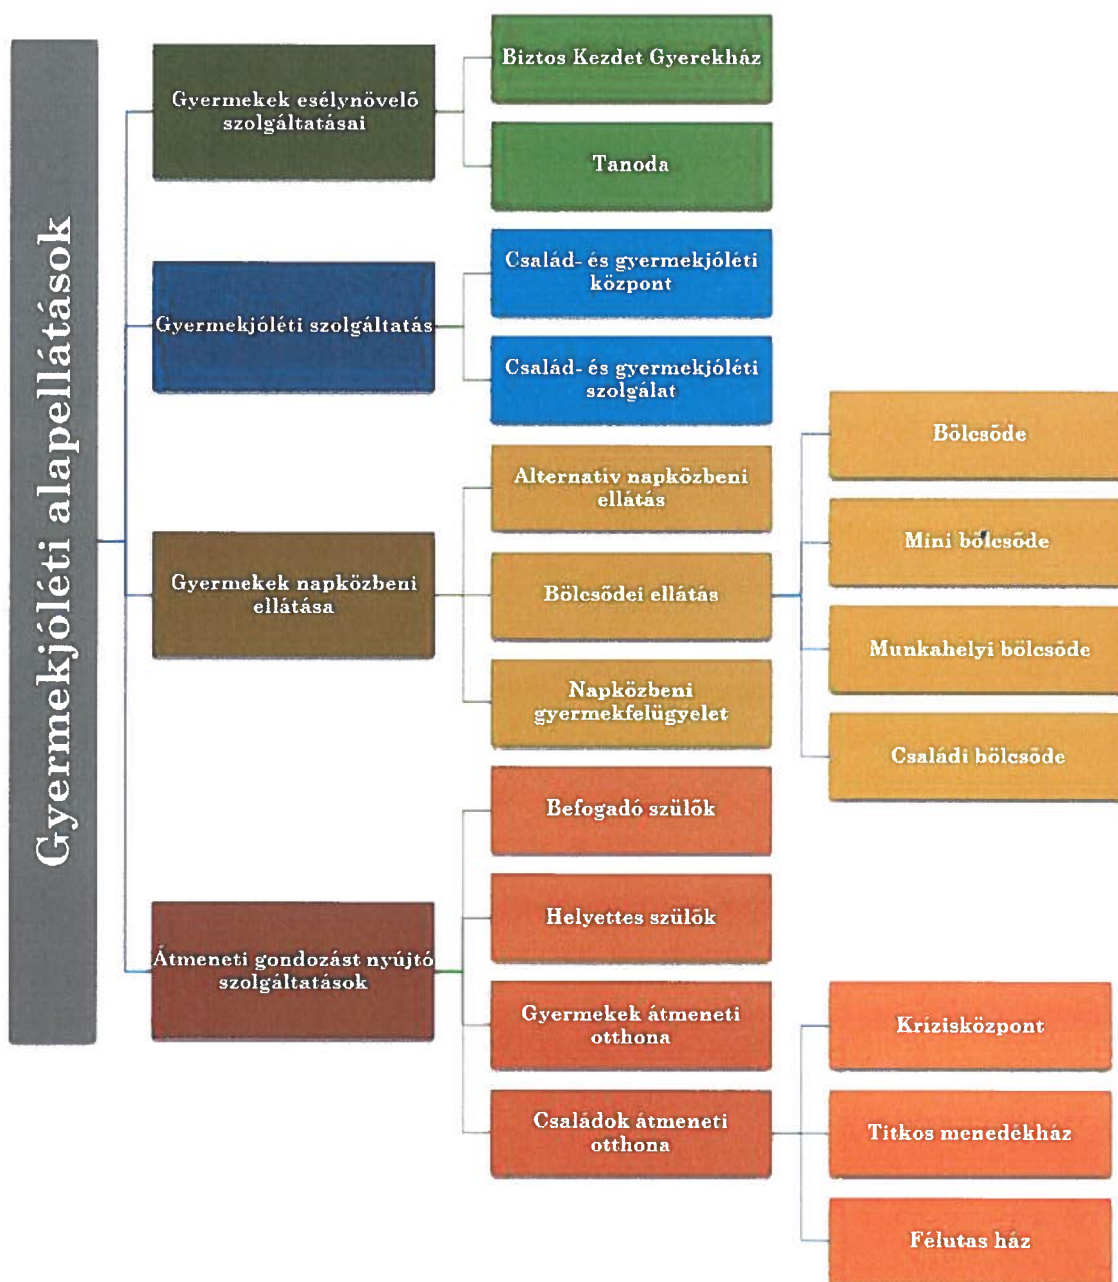 Gyermekjóléti alapellátások
Gyermekek esélynövelő
szolgáltatásai
Biztos Kezdet Gyerekház
Tanoda
Gyermekjóléti szolgáltatás
Család- és gyermekjóléti
központ
Család- és gyermekjóléti
szolgálat
Gyermekek napközbeni
ellátása
Alternatív napközbeni
ellátás
Bölcsődei ellátás
Bölcsőde
Mini bölcsőde
Munkahelyi bölcsőde
Családi bölcsőde
Napközbeni
gyermekfelügyelet
Átmeneti gondozást nyújtó
szolgáltatások
Befogadó szülők
Helyettes szülők
Gyermekek átmeneti
otthona
Családok átmeneti
otthona
Krízisközpont
Titkos menedékház
Félutas ház